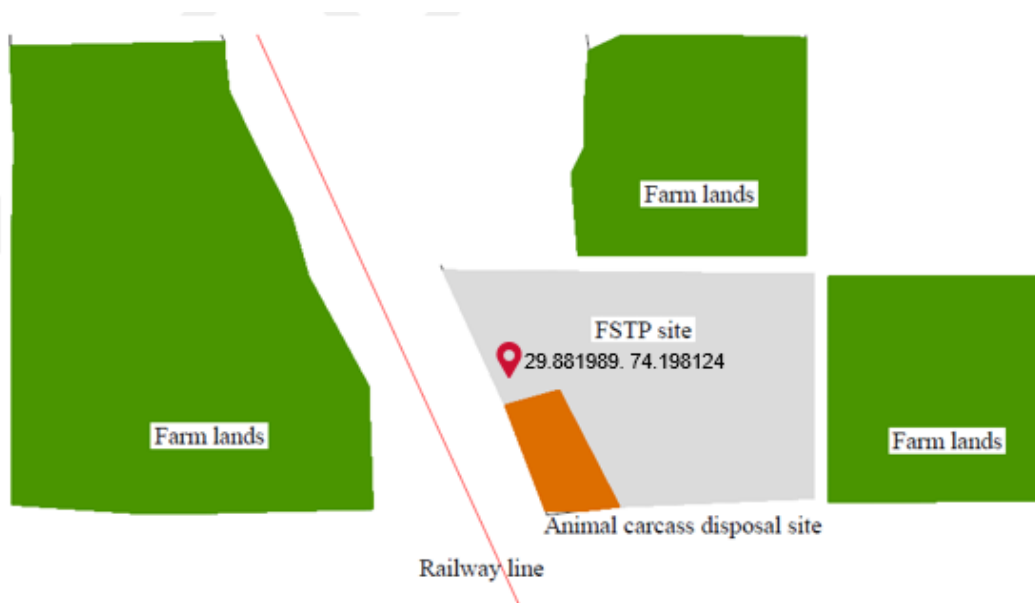 Farm lands
FSTP site
29.881989. 74.198124
Farm lands
Farm lands
Animal carcass disposal site
Railway line